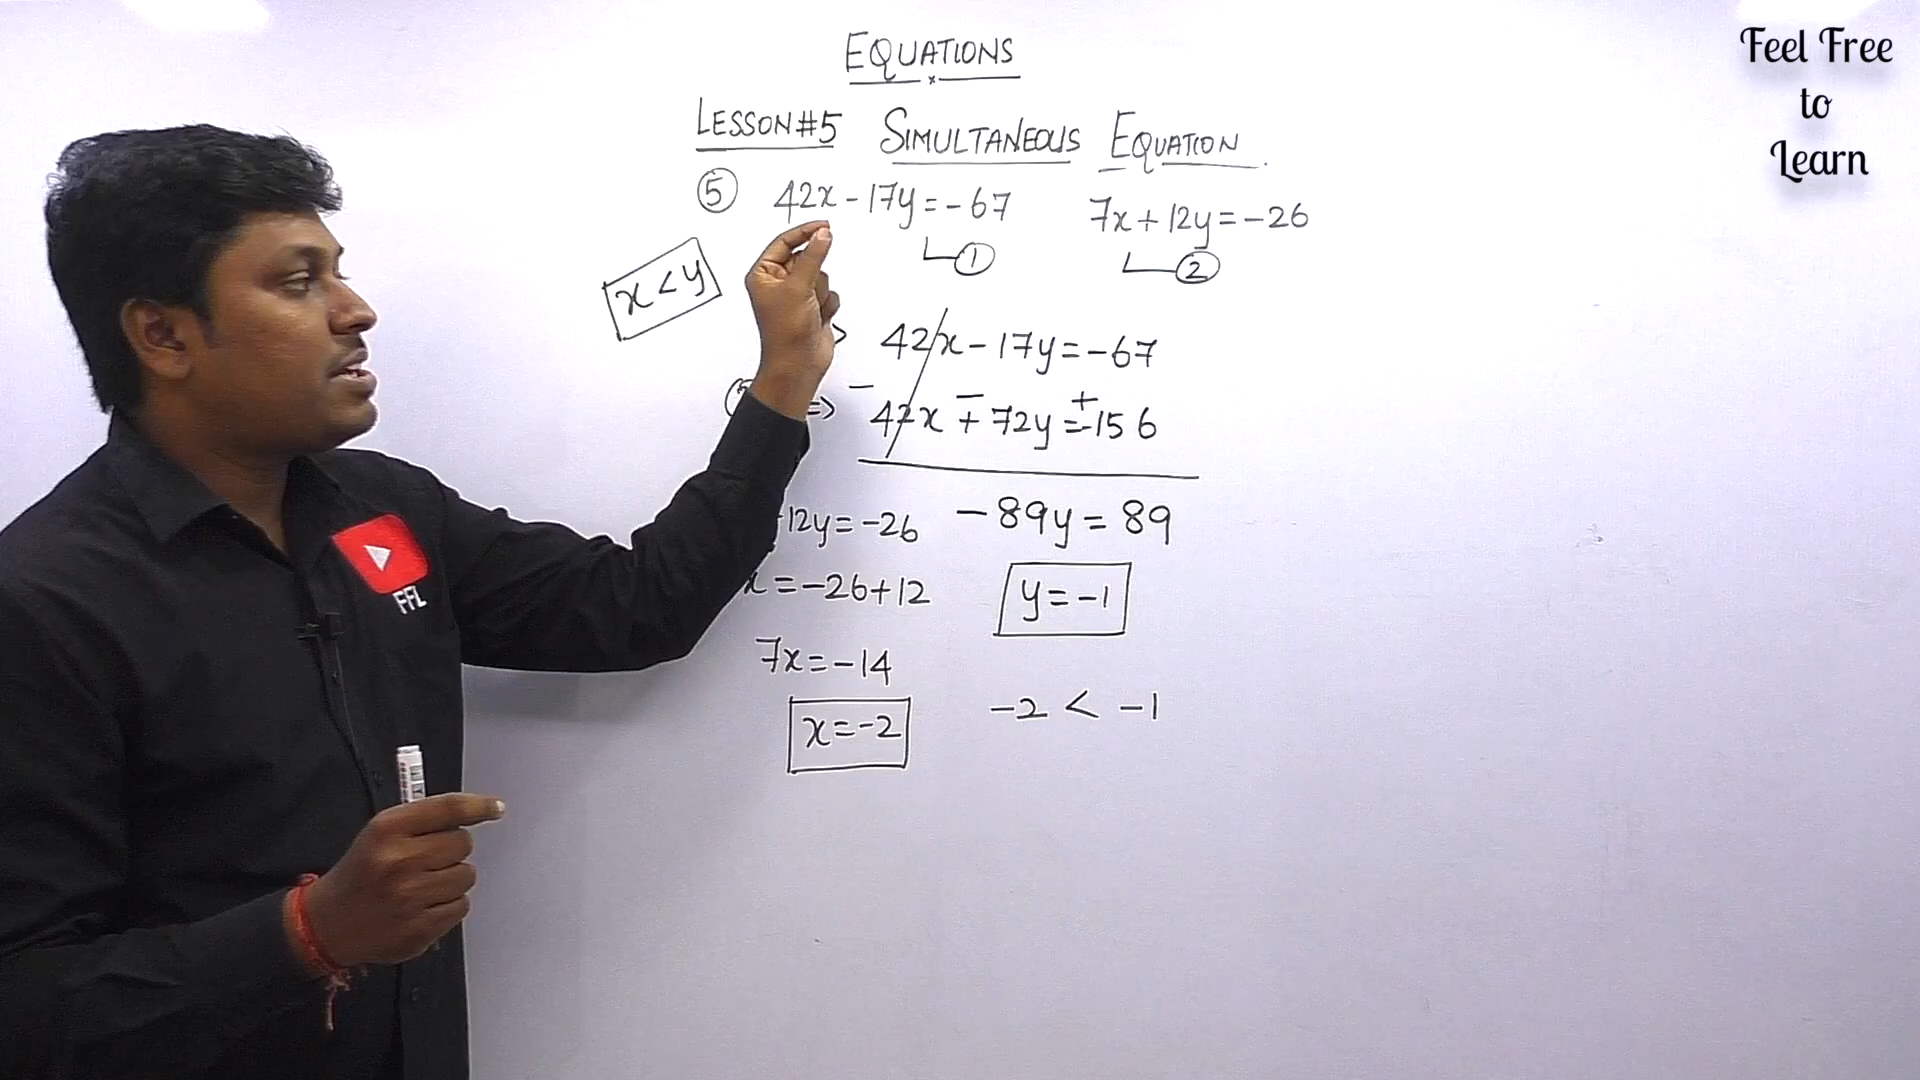 EQUATIONS
LESSON#5 SIMULTANEOUS EQUATION.
⑤ 42x - 17y = -67 7x + 12y = -26
① ②
x < y
42x - 17y = -67
- 42x + 72y = -156
- +
-89y = 89
12y = -26
x = -26+12
y = -1
7x = -14
x = -2
-2 < -1
Feel Free
to
Learn
FFL